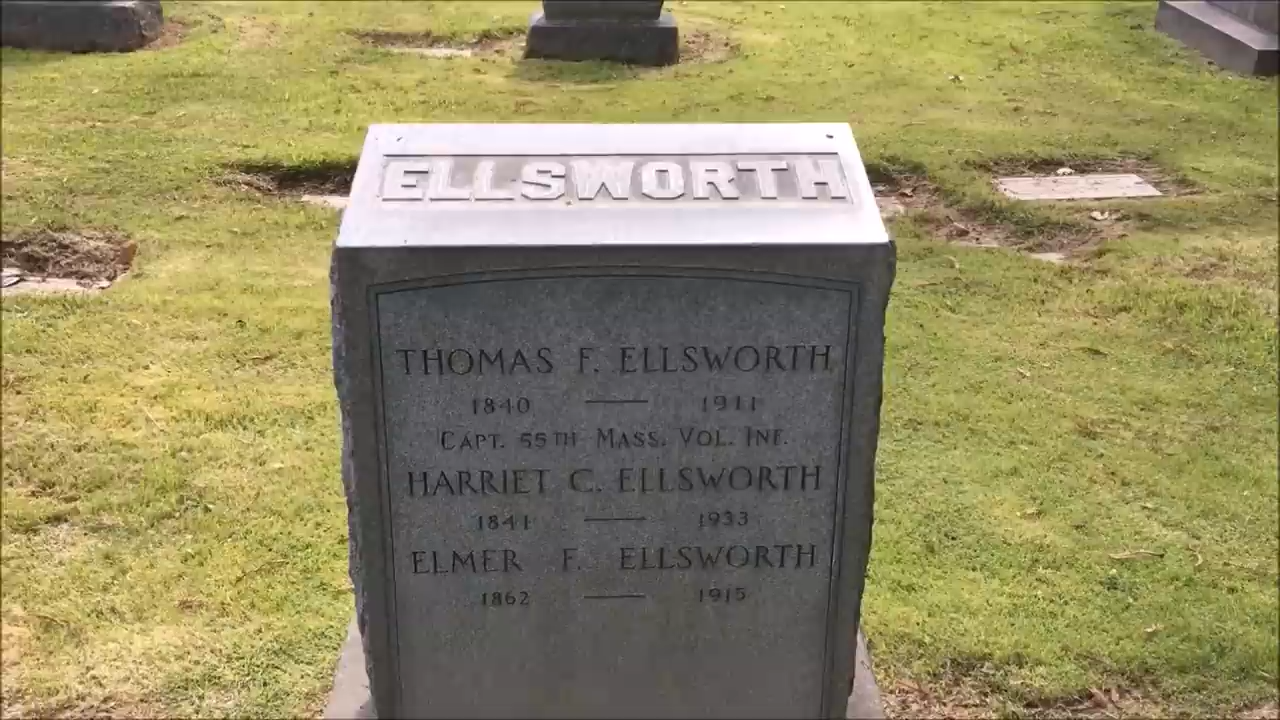 ELLSWORTH
THOMAS F. ELLSWORTH
1840 — 1911
CAPT. 55TH MASS. VOL. INF.
HARRIET C. ELLSWORTH
1841 — 1933
ELMER F. ELLSWORTH
1862 — 1915